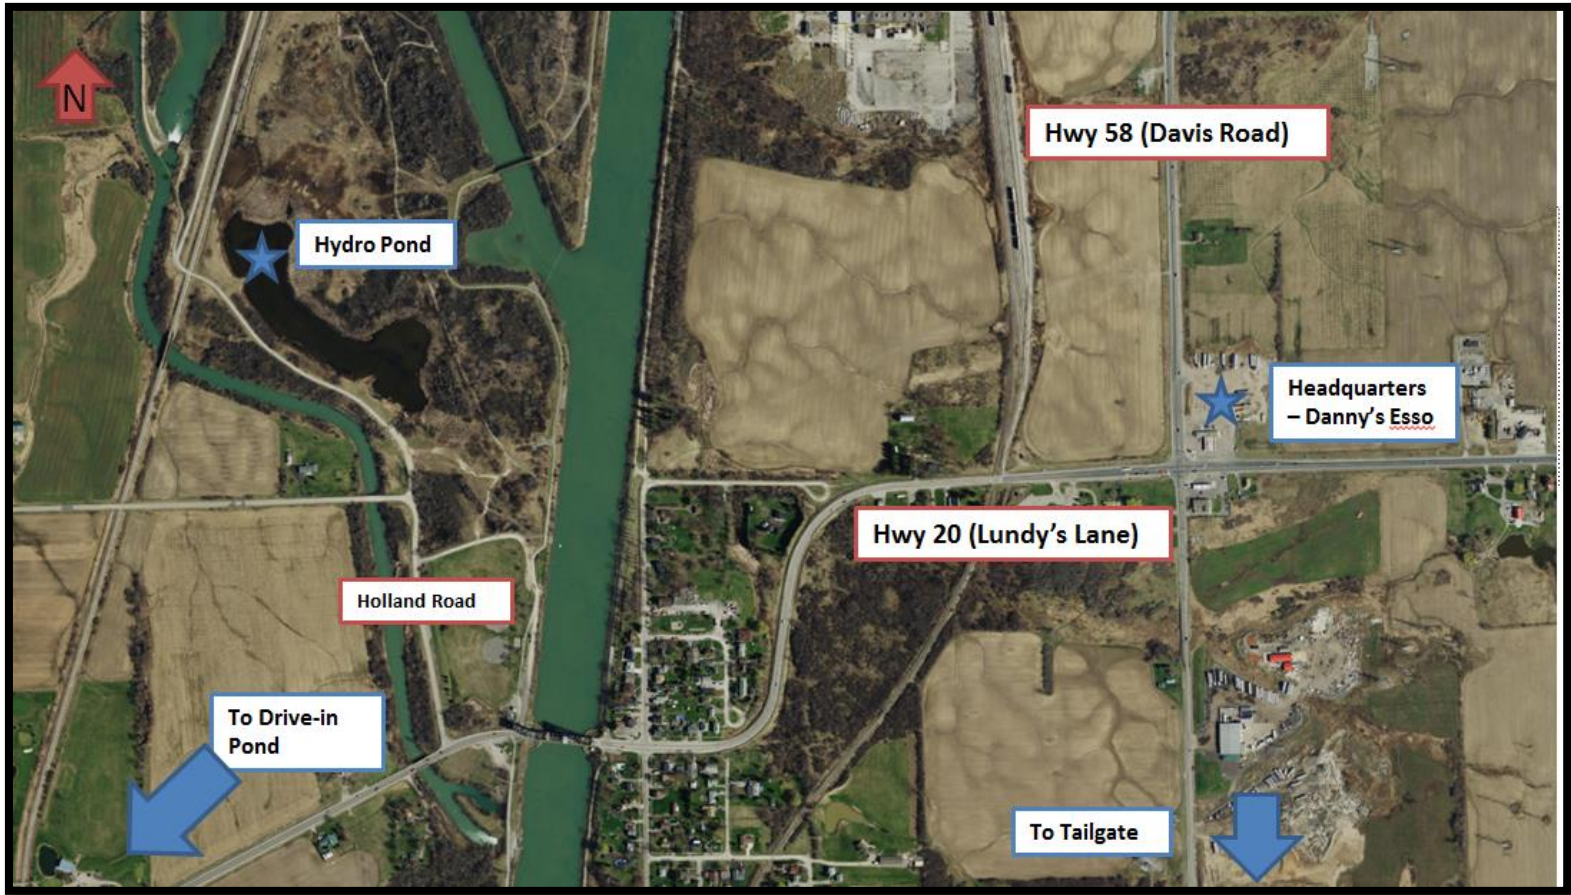 N
Hwy 58 (Davis Road)
Hydro Pond
Headquarters
– Danny's Esso
Hwy 20 (Lundy's Lane)
Holland Road
To Drive-in
Pond
To Tailgate